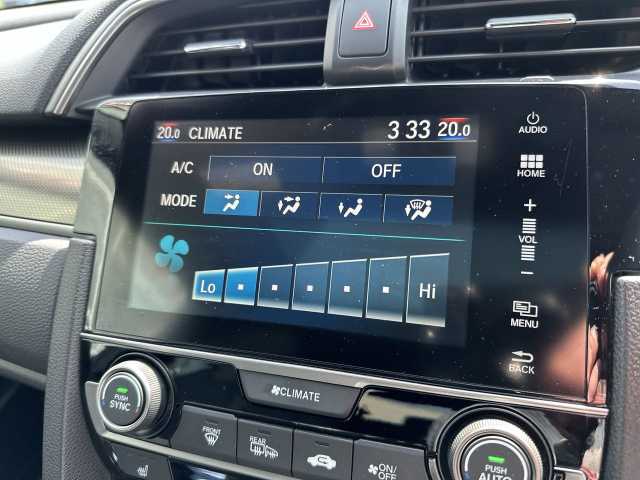 20.0 CLIMATE 3 33 20.0
A/C ON OFF
MODE
Lo Hi
AUDIO
HOME
+
VOL
−
MENU
BACK
CLIMATE
PUSH
SYNC
FRONT
REAR
ON/
OFF
PUSH
AUTO